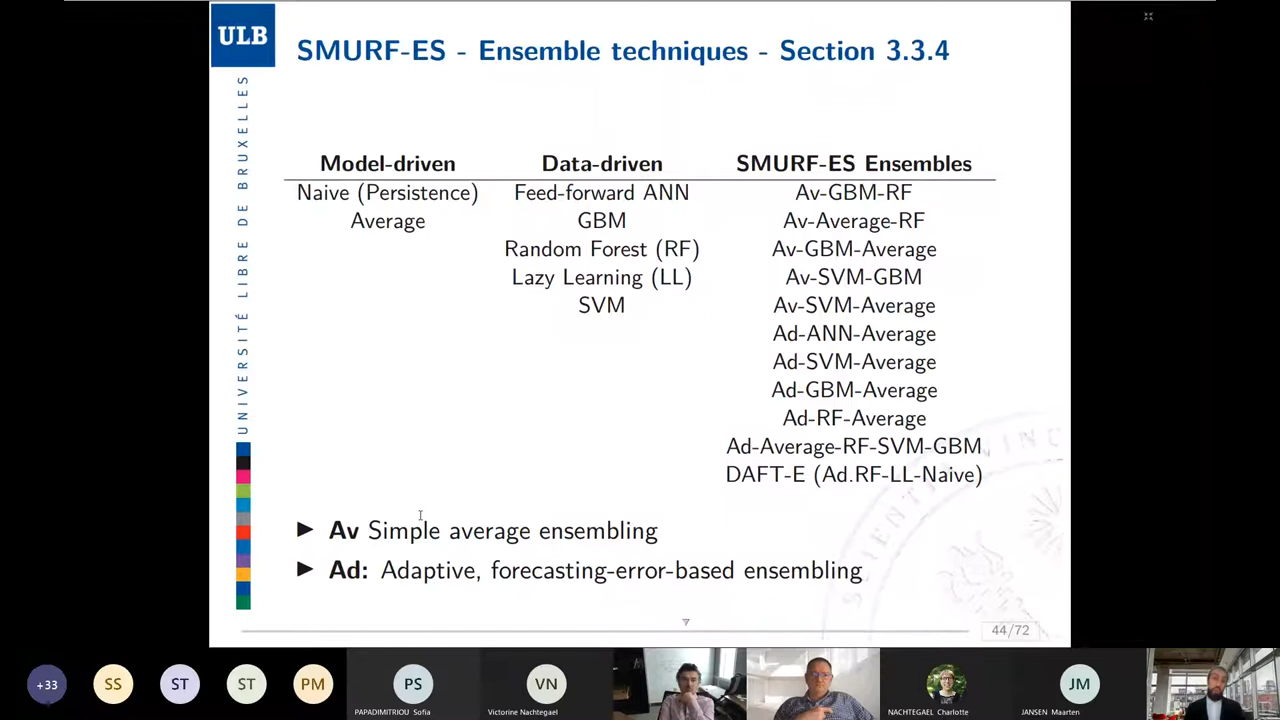 ULB
UNIVERSITÉ LIBRE DE BRUXELLES
SMURF-ES - Ensemble techniques - Section 3.3.4
Model-driven Data-driven SMURF-ES Ensembles
Naive (Persistence) Feed-forward ANN Av-GBM-RF
Average GBM Av-Average-RF
Random Forest (RF) Av-GBM-Average
Lazy Learning (LL) Av-SVM-GBM
SVM Av-SVM-Average
Ad-ANN-Average
Ad-SVM-Average
Ad-GBM-Average
Ad-RF-Average
Ad-Average-RF-SVM-GBM
DAFT-E (Ad.RF-LL-Naive)
▶ Av Simple average ensembling
▶ Ad: Adaptive, forecasting-error-based ensembling
44/72
+33 SS ST ST PM PS VN JM
PAPADIMITRIOU Sofia Victorine Nachtegael NACHTEGAEL Charlotte JANSEN Maarten